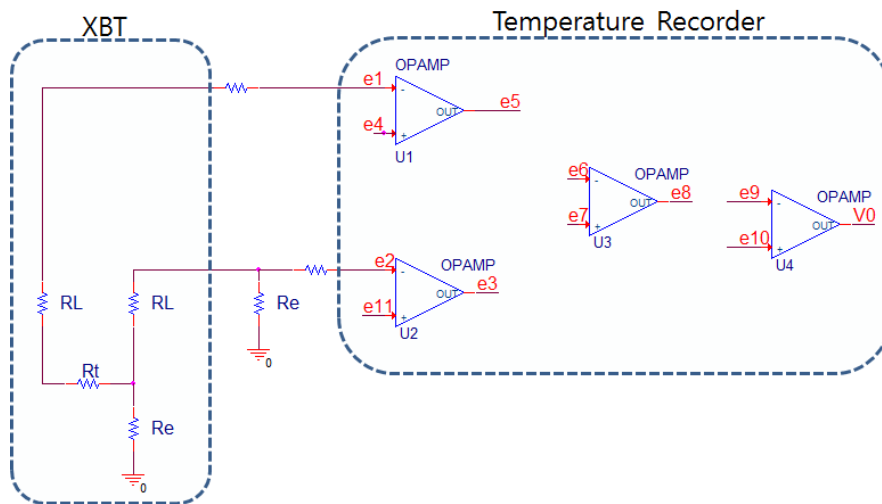 XBT
Temperature Recorder
OPAMP
e1
-
e4
+
OUT
e5
U1
OPAMP
e6
-
e7
+
OUT
e8
U3
OPAMP
e9
-
e10
+
OUT
V0
U4
OPAMP
e2
-
e11
+
OUT
e3
U2
RL
RL
Re
0
Rt
Re
0